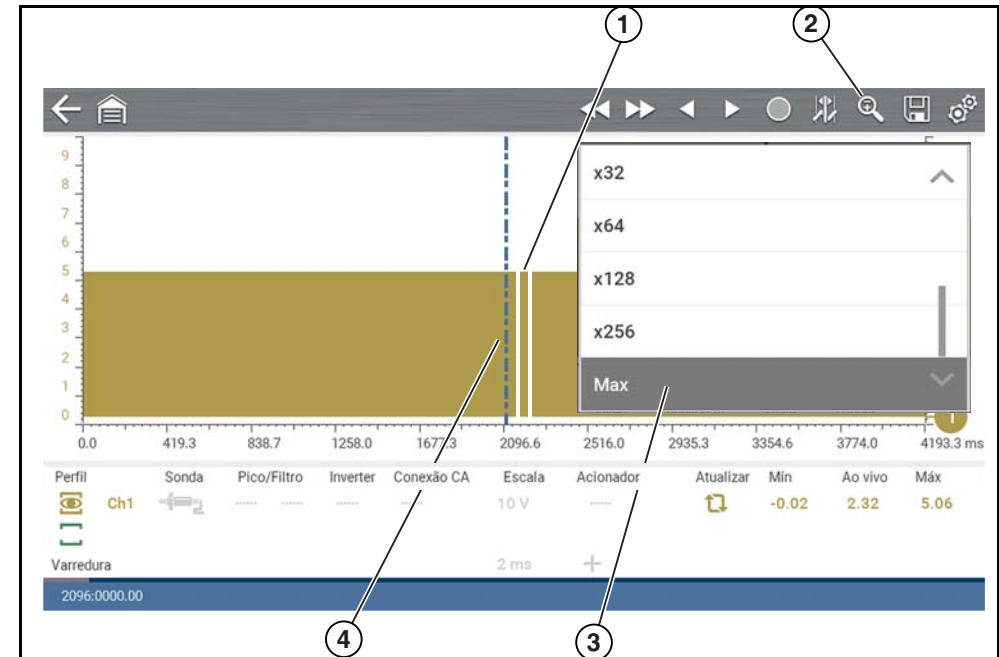 1
2
9
8
7
6
5
4
3
2
1
0
x32
x64
x128
x256
Max
0.0 419.3 838.7 1258.0 1677.3 2096.6 2516.0 2935.3 3354.6 3774.0 4193.3 ms
Perfil Sonda Pico/Filtro Inverter Conexão CA Escala Acionador Atualizar Mín Ao vivo Máx
Ch1 ------ ------ ------ ------ ------ 10 V ------ -0.02 2.32 5.06
Varredura 2 ms +
2096:0000.00
4
3